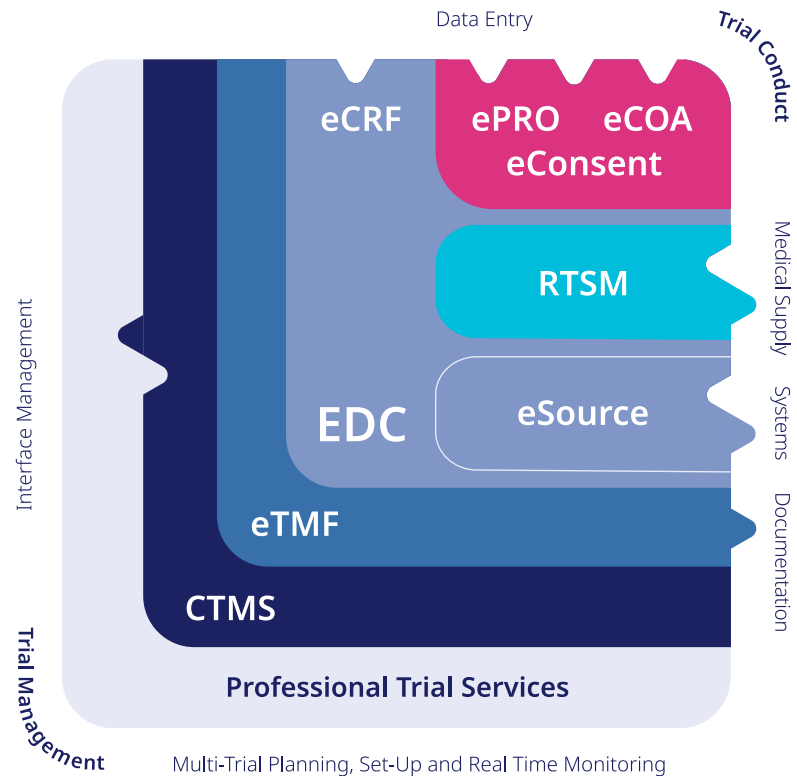 Data Entry
Trial Conduct
eCRF
ePRO
eCOA
eConsent
Medical Supply
RTSM
Interface Management
Systems
EDC
eSource
Documentation
eTMF
CTMS
Trial Management
Professional Trial Services
Multi-Trial Planning, Set-Up and Real Time Monitoring